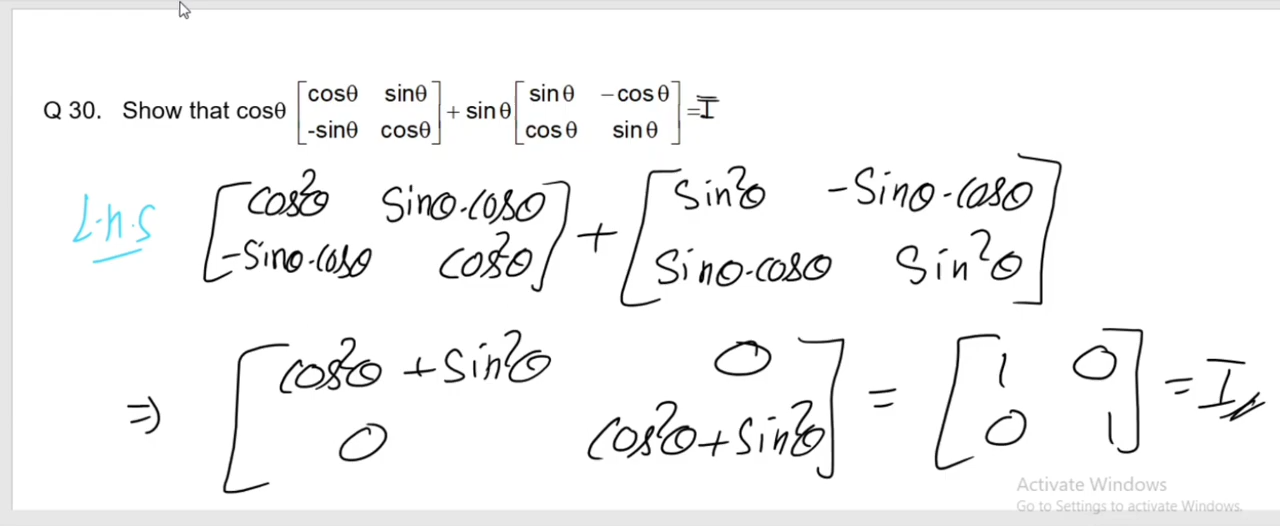 Q 30. Show that cosθ [cosθ sinθ -sinθ cosθ] + sinθ [sinθ -cosθ cosθ sinθ] = I
L.H.S [cos²θ Sinθ.cosθ -Sinθ.cosθ cos²θ] + [Sin²θ -Sinθ.cosθ Sinθ.cosθ Sin²θ]
=> [cos²θ + Sin²θ 0 0 cos²θ + Sin²θ] = [1 0 0 1] = I
Activate Windows
Go to Settings to activate Windows.